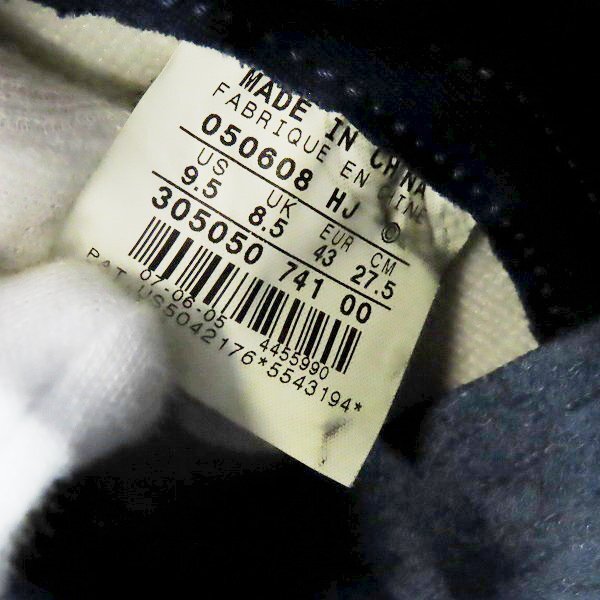 MADE IN CHINA
FABRIQUE EN CHINE
050608 HJ ©
US UK EUR CM
9.5 8.5 43 27.5
305050 741 00
07-06-05 4455990
PAT. US5042176*5543194*